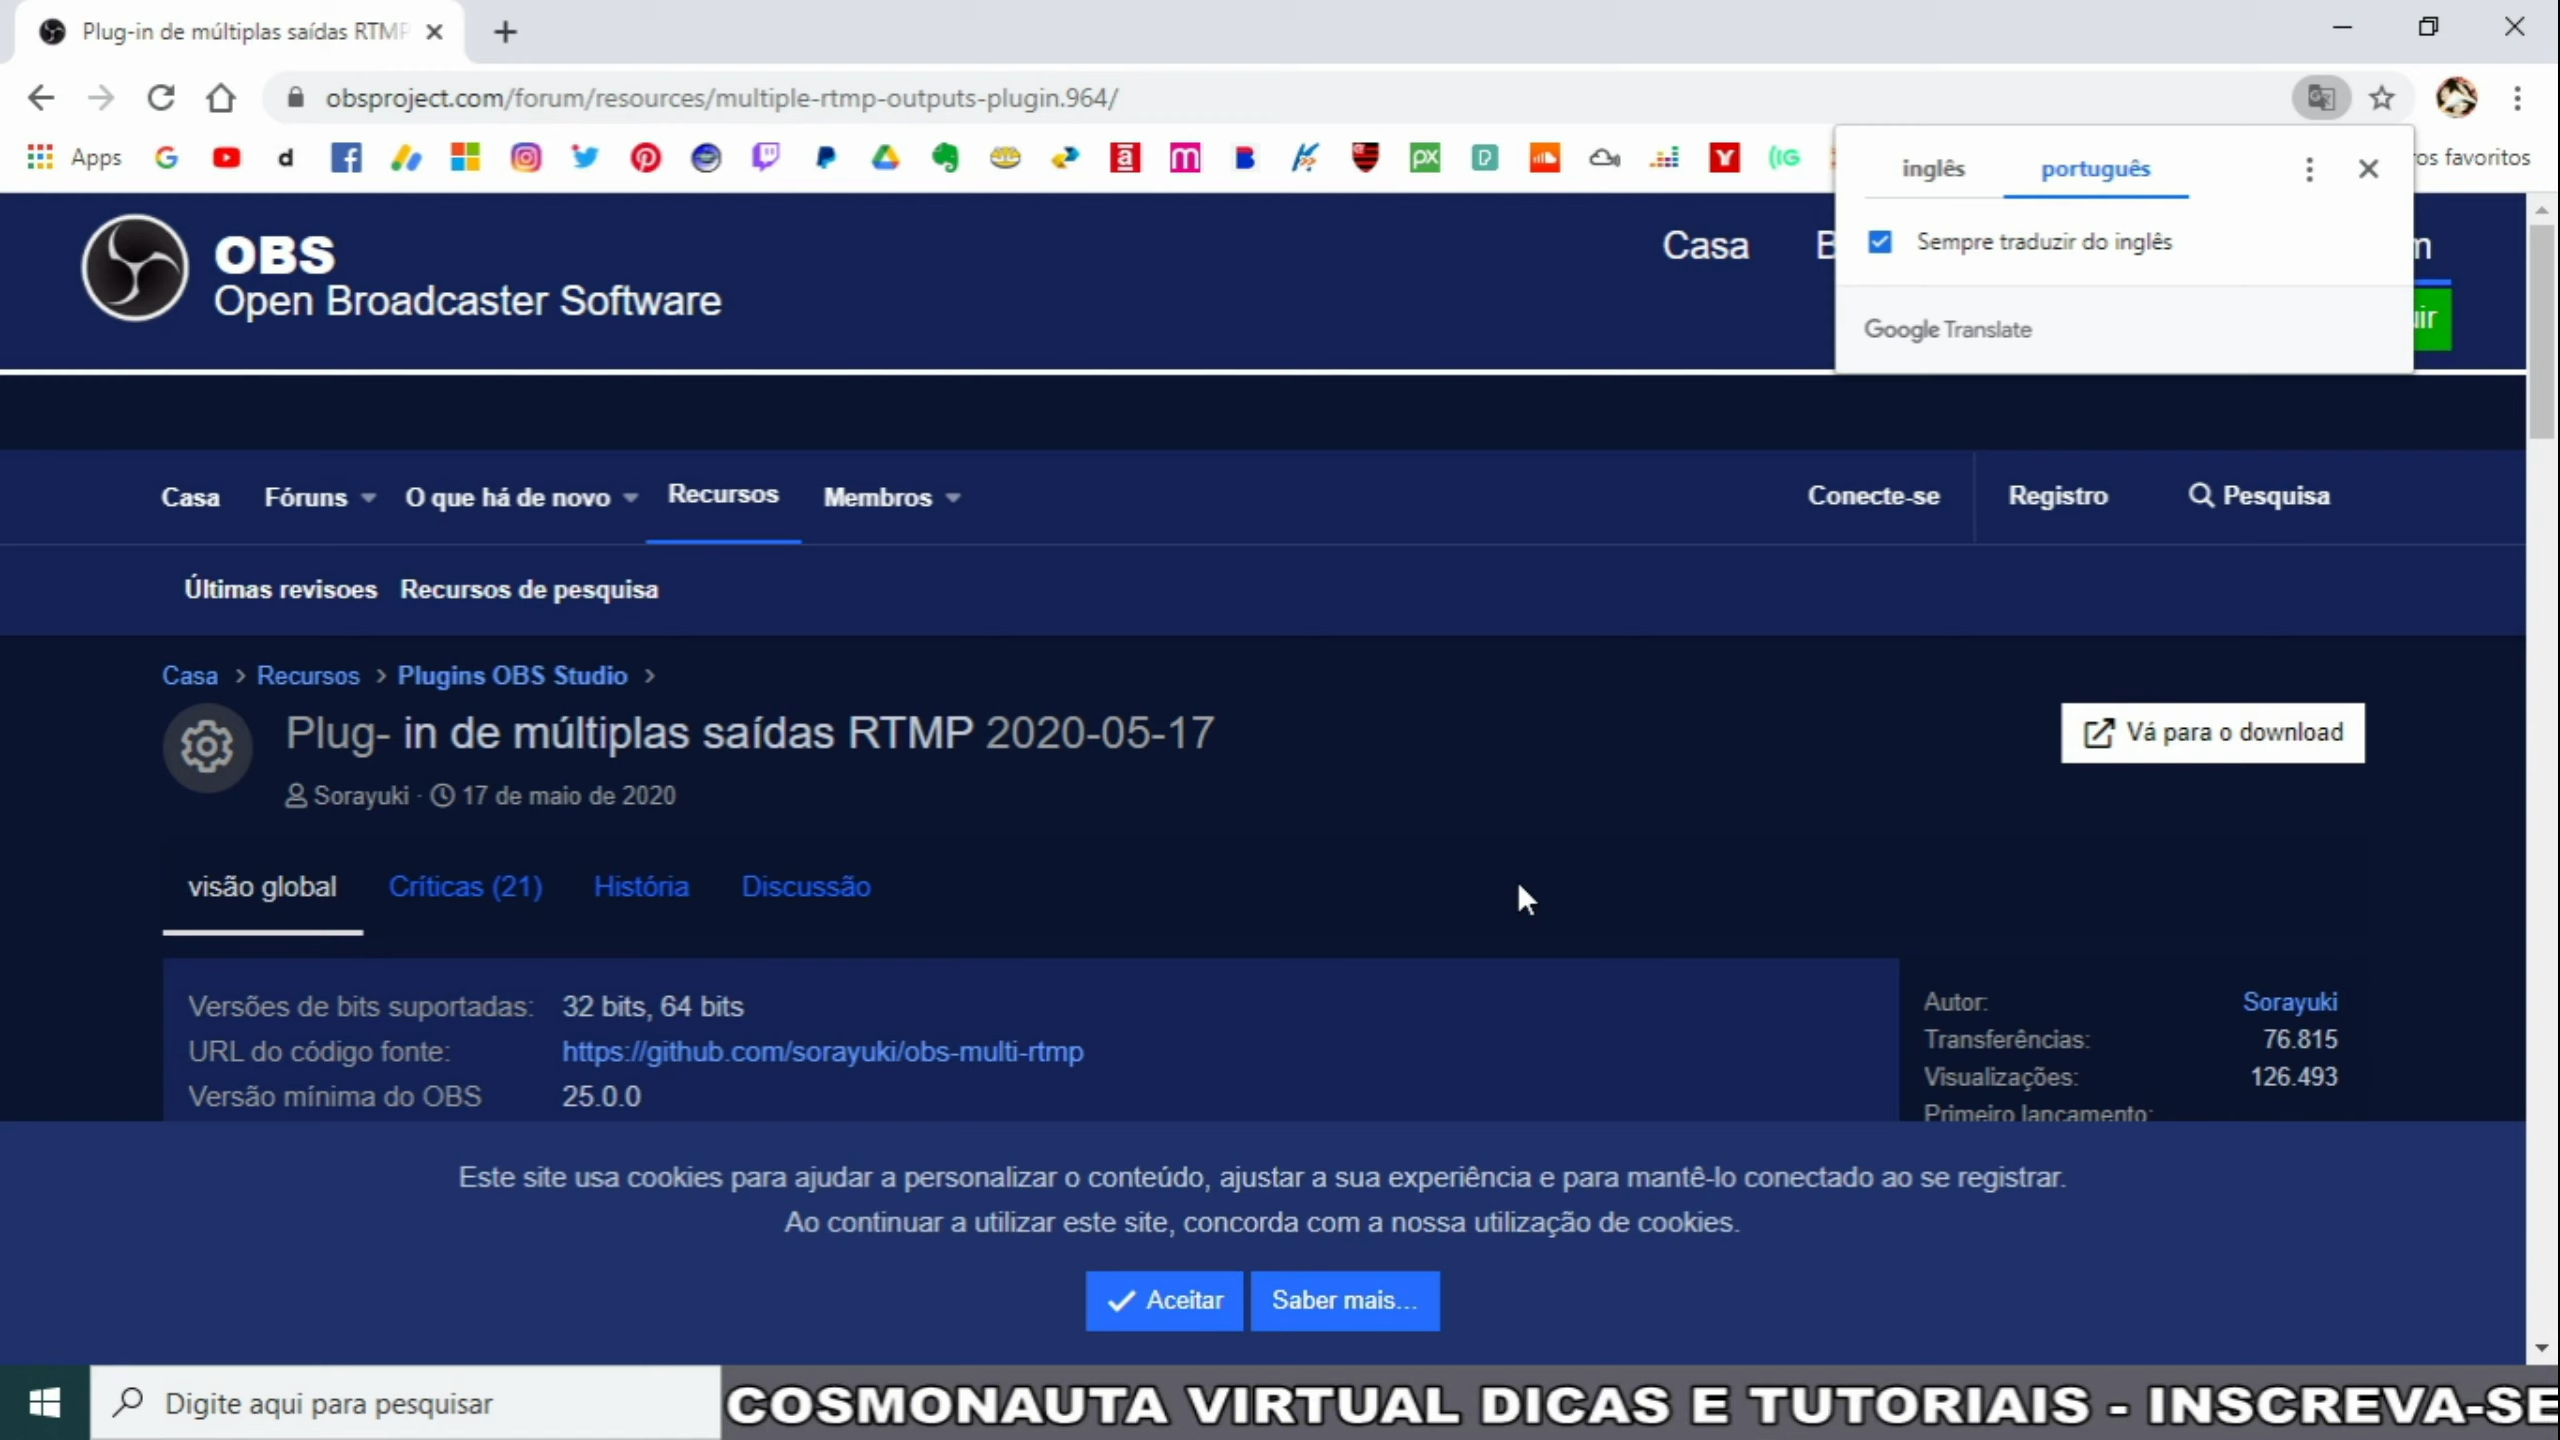 Plug-in de múltiplas saídas RTMP
obsproject.com/forum/resources/multiple-rtmp-outputs-plugin.964/
Apps
os favoritos
inglês português
Sempre traduzir do inglês
Google Translate
OBS
Open Broadcaster Software
Casa
Casa Fóruns O que há de novo Recursos Membros Conecte-se Registro Pesquisa
Últimas revisoes Recursos de pesquisa
Casa > Recursos > Plugins OBS Studio >
Plug- in de múltiplas saídas RTMP 2020-05-17
Vá para o download
Sorayuki · 17 de maio de 2020
visão global Críticas (21) História Discussão
Versões de bits suportadas: 32 bits, 64 bits
URL do código fonte: https://github.com/sorayuki/obs-multi-rtmp
Versão mínima do OBS 25.0.0
Autor: Sorayuki
Transferências: 76.815
Visualizações: 126.493
Primeiro lançamento:
Este site usa cookies para ajudar a personalizar o conteúdo, ajustar a sua experiência e para mantê-lo conectado ao se registrar.
Ao continuar a utilizar este site, concorda com a nossa utilização de cookies.
Aceitar Saber mais...
Digite aqui para pesquisar
COSMONAUTA VIRTUAL DICAS E TUTORIAIS - INSCREVA-SE